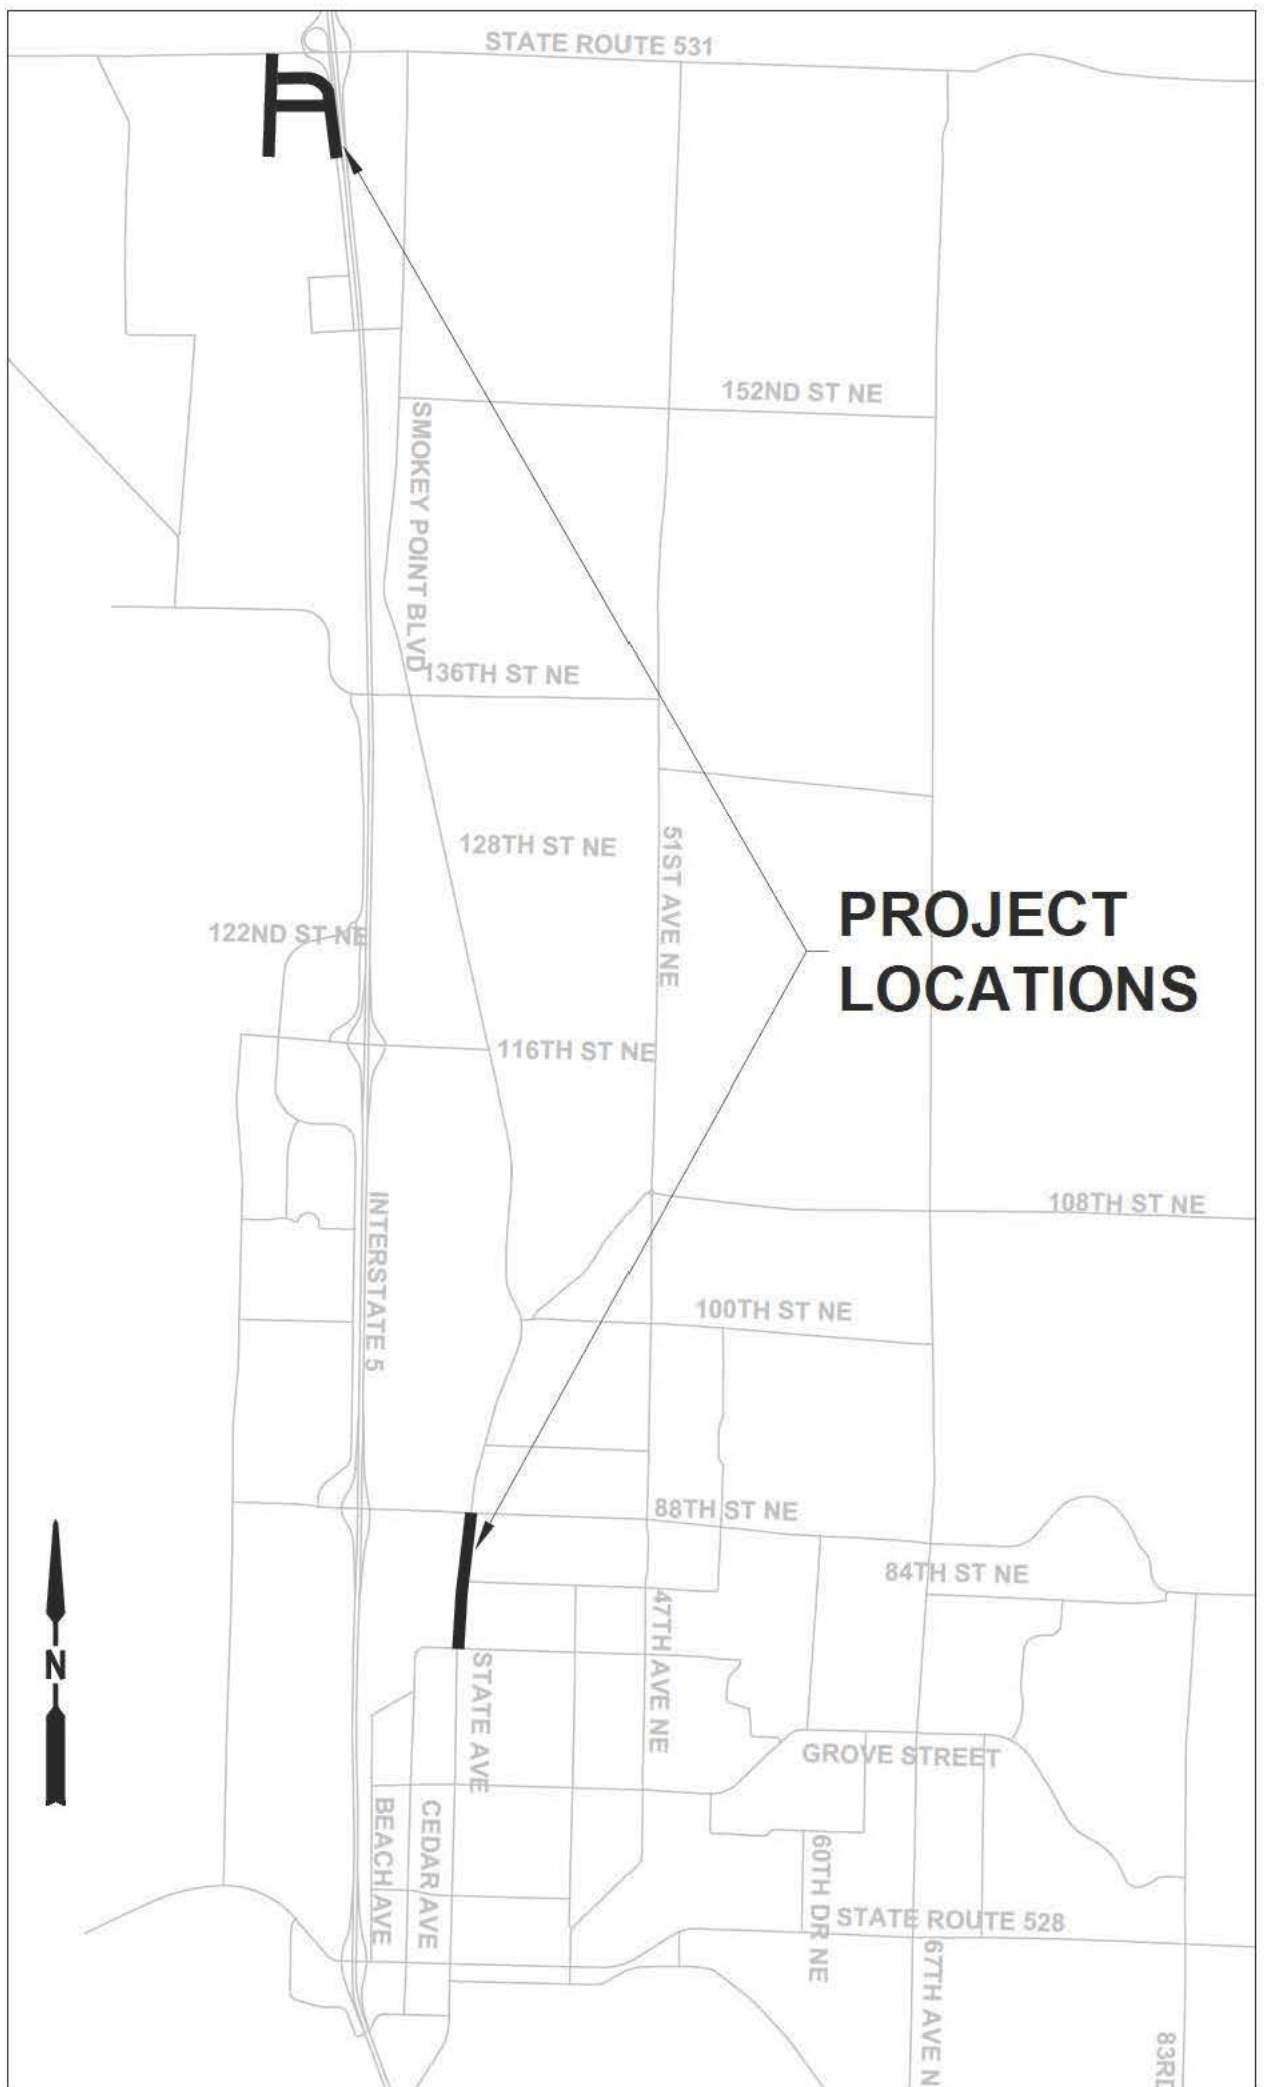 STATE ROUTE 531
152ND ST NE
SMOKEY POINT BLVD
136TH ST NE
128TH ST NE
51ST AVE NE
PROJECT
LOCATIONS
122ND ST NE
116TH ST NE
INTERSTATE 5
108TH ST NE
100TH ST NE
88TH ST NE
84TH ST NE
N
47TH AVE NE
STATE AVE
GROVE STREET
BEACH AVE
CEDAR AVE
60TH DR NE
STATE ROUTE 528
67TH AVE N
83RD